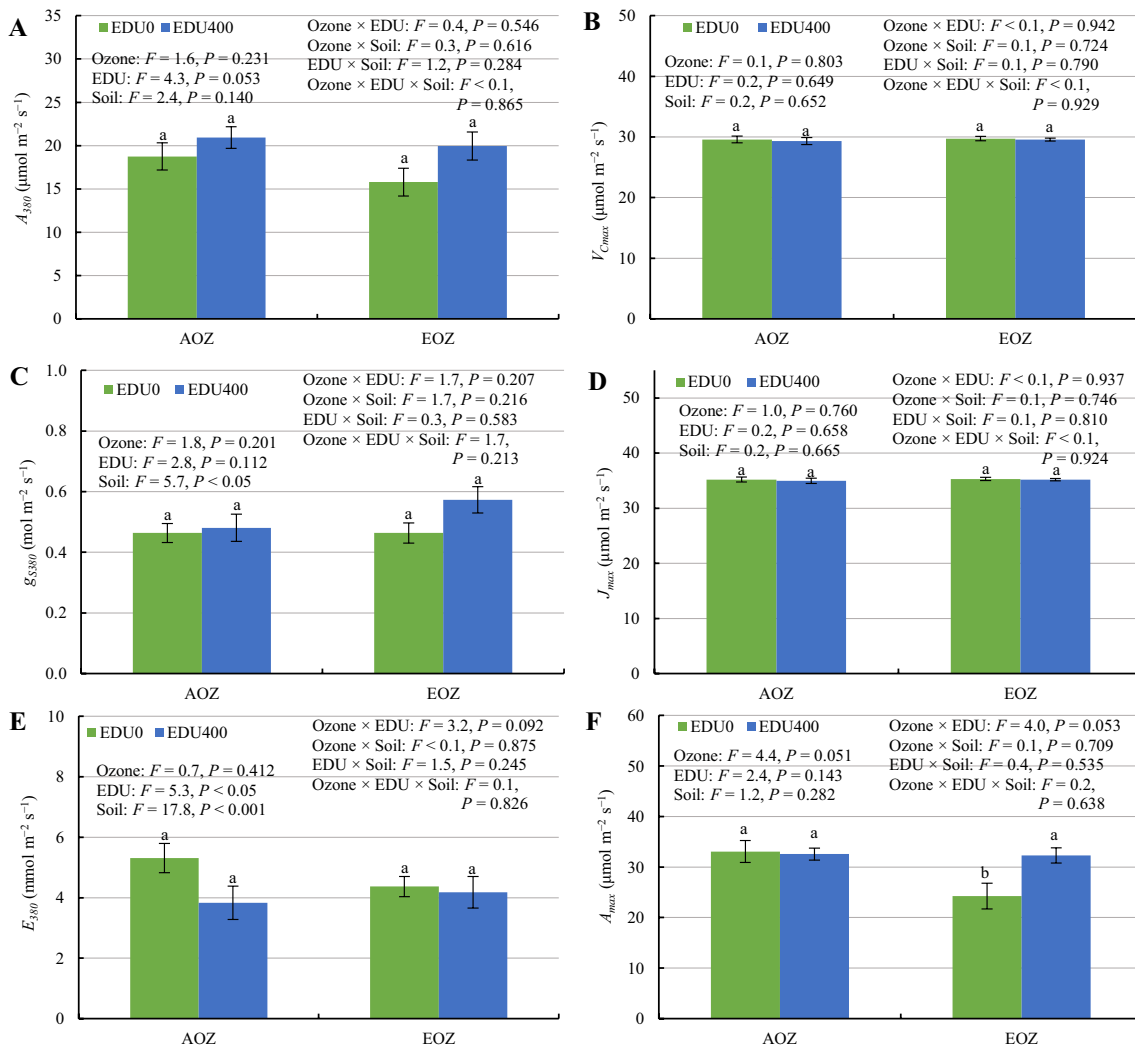 A
EDU0 EDU400
Ozone: F = 1.6, P = 0.231
EDU: F = 4.3, P = 0.053
Soil: F = 2.4, P = 0.140
Ozone × EDU: F = 0.4, P = 0.546
Ozone × Soil: F = 0.3, P = 0.616
EDU × Soil: F = 1.2, P = 0.284
Ozone × EDU × Soil: F < 0.1,
P = 0.865
A380 (μmol m−2 s−1)
35
30
25
20
15
10
5
0
a a a a
AOZ EOZ
B
EDU0 EDU400
Ozone: F = 0.1, P = 0.803
EDU: F = 0.2, P = 0.649
Soil: F = 0.2, P = 0.652
Ozone × EDU: F < 0.1, P = 0.942
Ozone × Soil: F = 0.1, P = 0.724
EDU × Soil: F = 0.1, P = 0.790
Ozone × EDU × Soil: F < 0.1,
P = 0.929
VCmax (μmol m−2 s−1)
50
40
30
20
10
0
a a a a
AOZ EOZ
C
EDU0 EDU400
Ozone: F = 1.8, P = 0.201
EDU: F = 2.8, P = 0.112
Soil: F = 5.7, P < 0.05
Ozone × EDU: F = 1.7, P = 0.207
Ozone × Soil: F = 1.7, P = 0.216
EDU × Soil: F = 0.3, P = 0.583
Ozone × EDU × Soil: F = 1.7,
P = 0.213
gS380 (mol m−2 s−1)
1.0
0.8
0.6
0.4
0.2
0.0
a a a a
AOZ EOZ
D
EDU0 EDU400
Ozone: F = 1.0, P = 0.760
EDU: F = 0.2, P = 0.658
Soil: F = 0.2, P = 0.665
Ozone × EDU: F < 0.1, P = 0.937
Ozone × Soil: F = 0.1, P = 0.746
EDU × Soil: F = 0.1, P = 0.810
Ozone × EDU × Soil: F < 0.1,
P = 0.924
Jmax (μmol m−2 s−1)
50
40
30
20
10
0
a a a a
AOZ EOZ
E
EDU0 EDU400
Ozone: F = 0.7, P = 0.412
EDU: F = 5.3, P < 0.05
Soil: F = 17.8, P < 0.001
Ozone × EDU: F = 3.2, P = 0.092
Ozone × Soil: F < 0.1, P = 0.875
EDU × Soil: F = 1.5, P = 0.245
Ozone × EDU × Soil: F = 0.1,
P = 0.826
E380 (mmol m−2 s−1)
10
8
6
4
2
0
a a a a
AOZ EOZ
F
EDU0 EDU400
Ozone: F = 4.4, P = 0.051
EDU: F = 2.4, P = 0.143
Soil: F = 1.2, P = 0.282
Ozone × EDU: F = 4.0, P = 0.053
Ozone × Soil: F = 0.1, P = 0.709
EDU × Soil: F = 0.4, P = 0.535
Ozone × EDU × Soil: F = 0.2,
P = 0.638
Amax (μmol m−2 s−1)
60
50
40
30
20
10
0
a a b a
AOZ EOZ